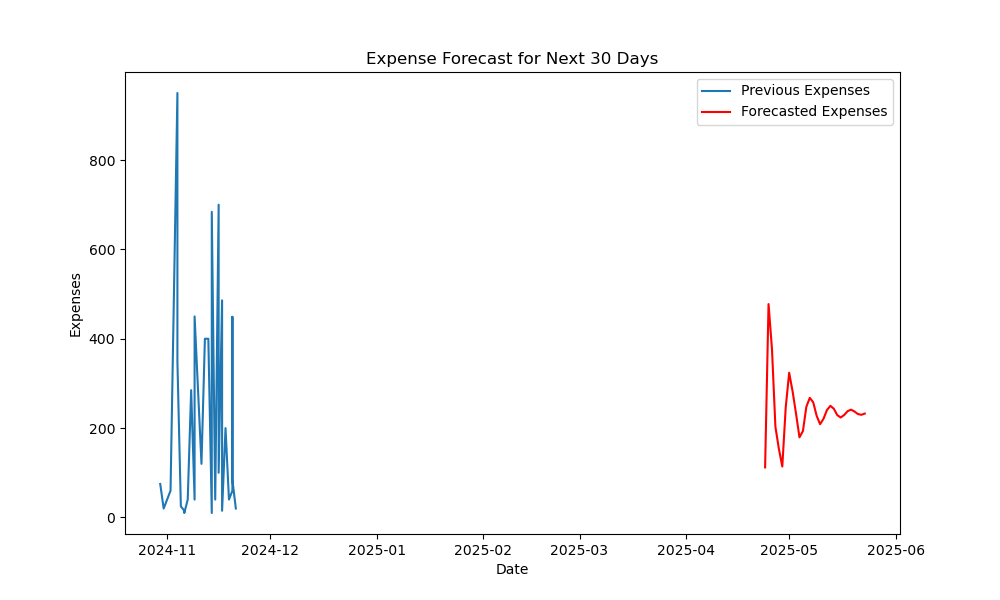 Expense Forecast for Next 30 Days
Previous Expenses
Forecasted Expenses
Expenses
800
600
400
200
0
2024-11
2024-12
2025-01
2025-02
2025-03
2025-04
2025-05
2025-06
Date